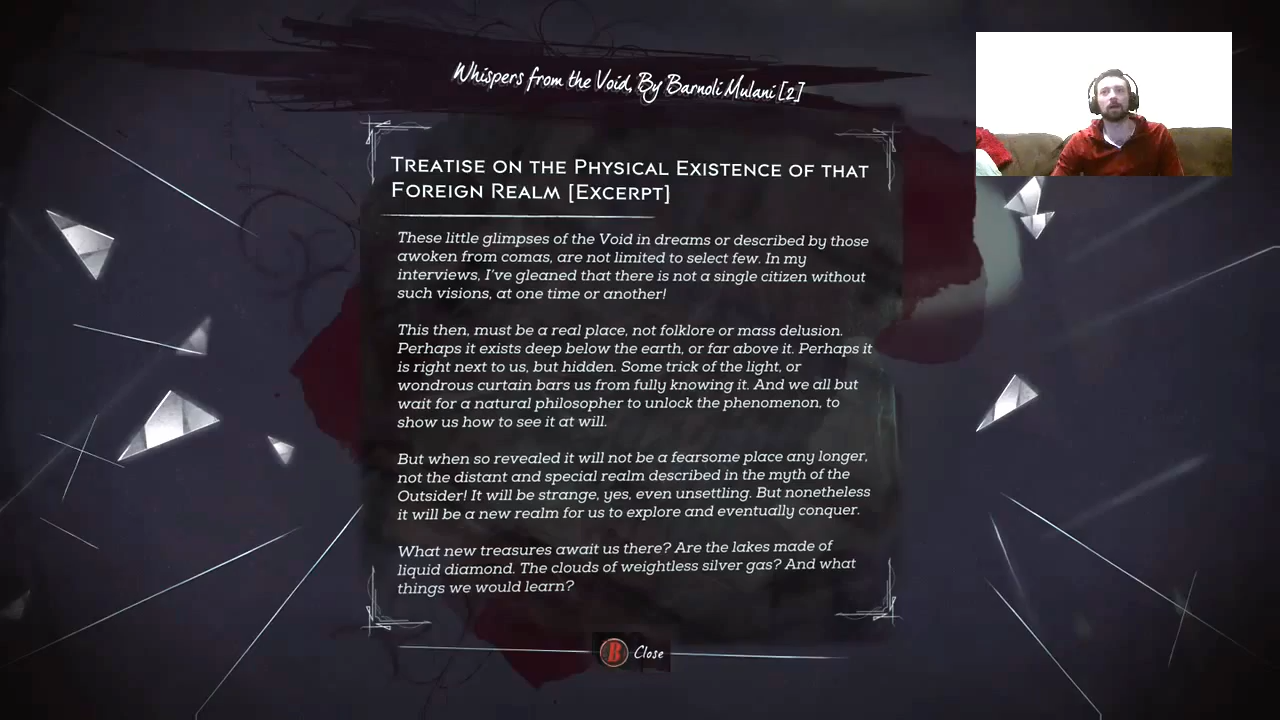 Whispers from the Void, By Barnoli Mulani [2]
Treatise on the Physical Existence of that
Foreign Realm [Excerpt]
These little glimpses of the Void in dreams or described by those
awoken from comas, are not limited to select few. In my
interviews, I've gleaned that there is not a single citizen without
such visions, at one time or another!
This then, must be a real place, not folklore or mass delusion.
Perhaps it exists deep below the earth, or far above it. Perhaps it
is right next to us, but hidden. Some trick of the light, or
wondrous curtain bars us from fully knowing it. And we all but
wait for a natural philosopher to unlock the phenomenon, to
show us how to see it at will.
But when so revealed it will not be a fearsome place any longer,
not the distant and special realm described in the myth of the
Outsider! It will be strange, yes, even unsettling. But nonetheless
it will be a new realm for us to explore and eventually conquer.
What new treasures await us there? Are the lakes made of
liquid diamond. The clouds of weightless silver gas? And what
things we would learn?
B Close